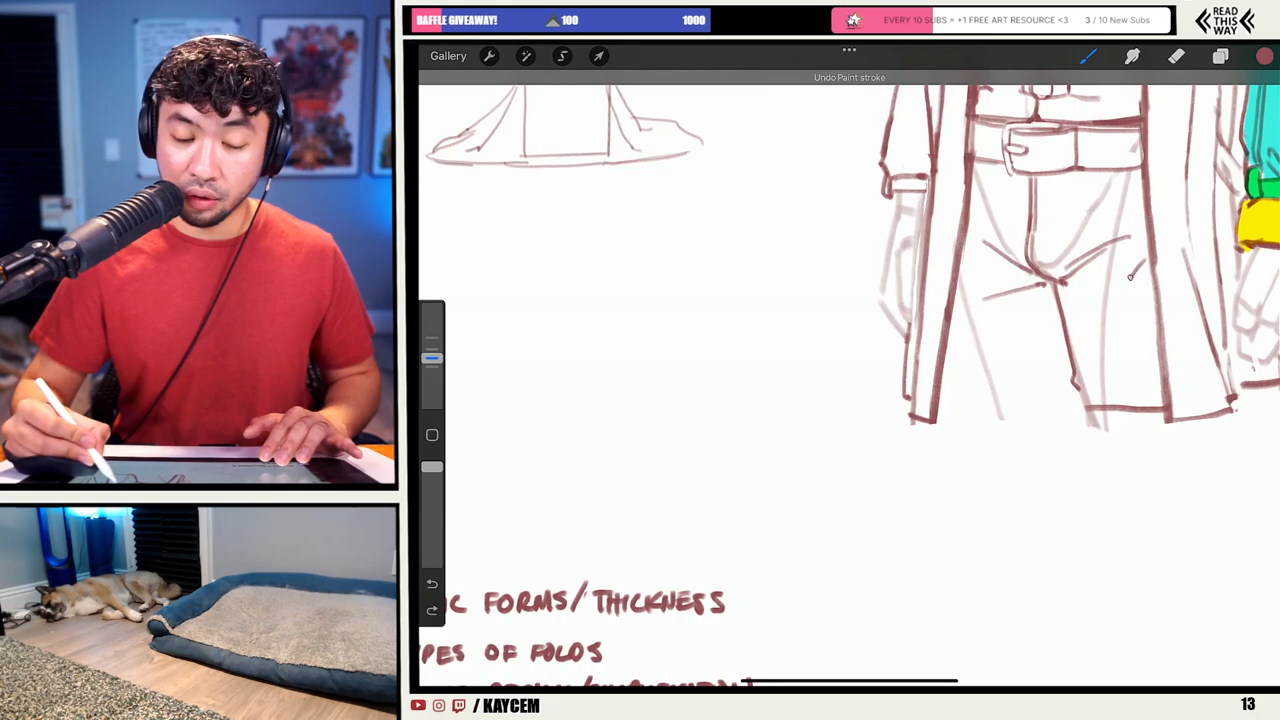 RAFFLE GIVEAWAY! 100 1000
EVERY 10 SUBS = +1 FREE ART RESOURCE <3 3 / 10 New Subs
READ
THIS
WAY
Gallery
Undo Paint stroke
C FORMS/THICKNESS
YPES OF FOLDS
/ KAYCEM
13